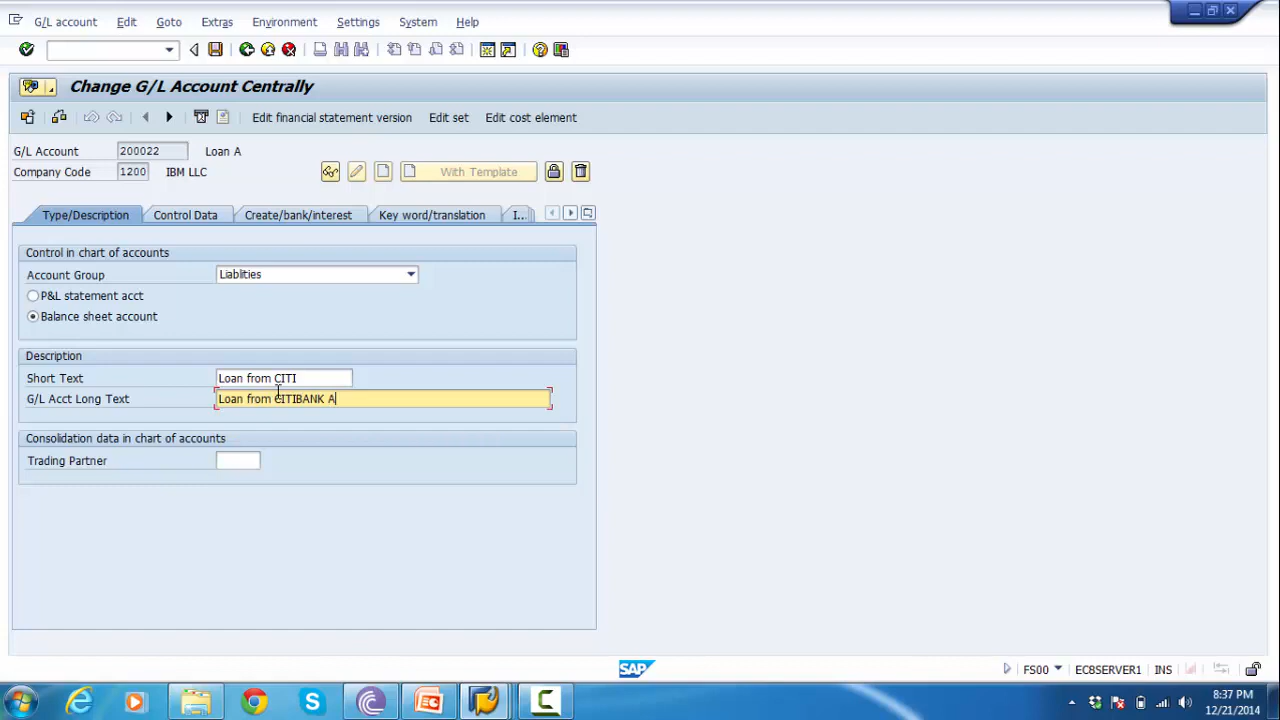 G/L account Edit Goto Extras Environment Settings System Help
Change G/L Account Centrally
Edit financial statement version Edit set Edit cost element
G/L Account 200022 Loan A
Company Code 1200 IBM LLC With Template
Type/Description Control Data Create/bank/interest Key word/translation I...
Control in chart of accounts
Account Group Liablities
P&L statement acct
Balance sheet account
Description
Short Text Loan from CITI
G/L Acct Long Text Loan from CITIBANK A
Consolidation data in chart of accounts
Trading Partner
SAP FS00 EC8SERVER1 INS
8:37 PM
12/21/2014